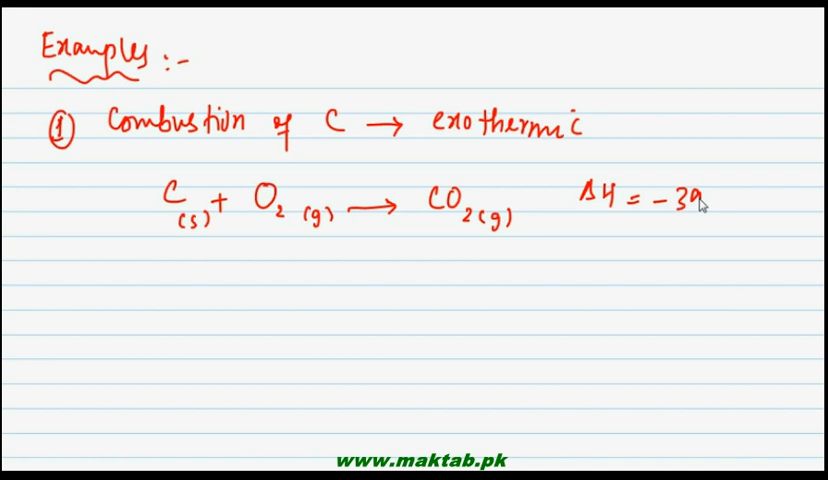 Examples :-
① Combustion of C → exothermic
C(s) + O₂(g) → CO₂(g) ΔH = -39
www.maktab.pk